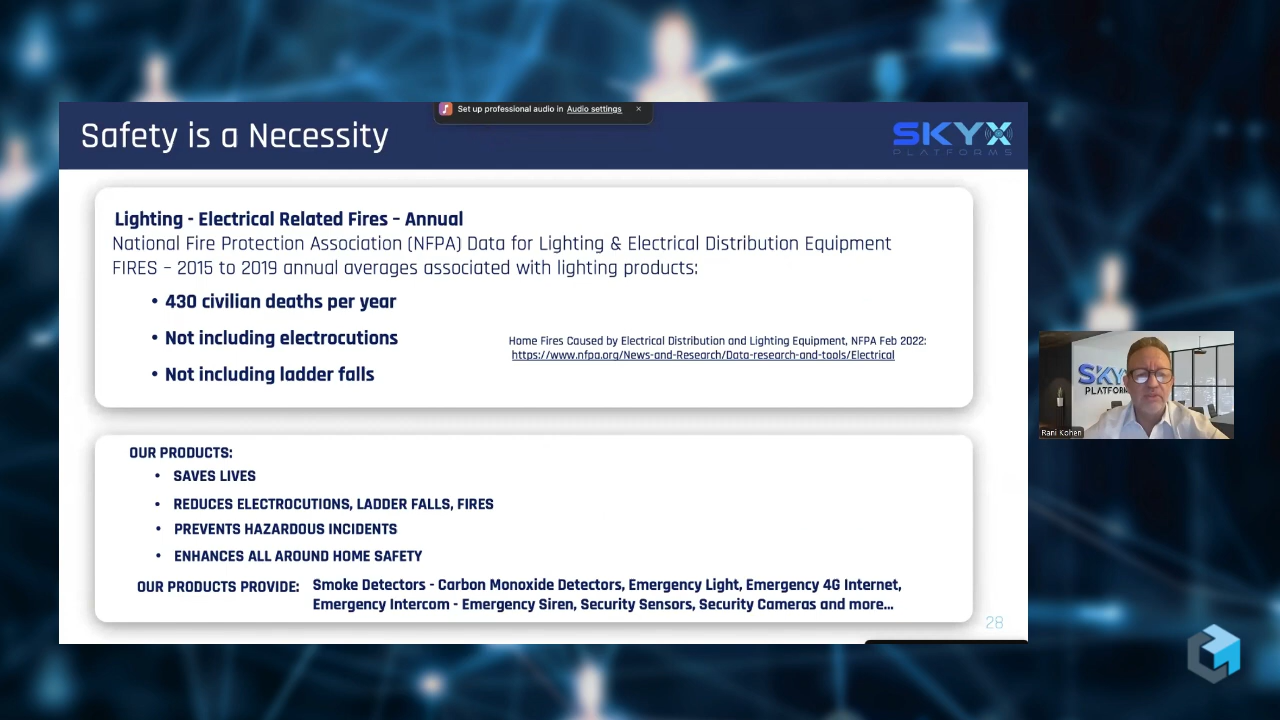 Set up professional audio in Audio settings ×
Safety is a Necessity
SKYX
PLATFORMS
Lighting - Electrical Related Fires – Annual
National Fire Protection Association (NFPA) Data for Lighting & Electrical Distribution Equipment
FIRES – 2015 to 2019 annual averages associated with lighting products:
• 430 civilian deaths per year
• Not including electrocutions
• Not including ladder falls
Home Fires Caused by Electrical Distribution and Lighting Equipment, NFPA Feb 2022:
https://www.nfpa.org/News-and-Research/Data-research-and-tools/Electrical
OUR PRODUCTS:
• SAVES LIVES
• REDUCES ELECTROCUTIONS, LADDER FALLS, FIRES
• PREVENTS HAZARDOUS INCIDENTS
• ENHANCES ALL AROUND HOME SAFETY
OUR PRODUCTS PROVIDE: Smoke Detectors - Carbon Monoxide Detectors, Emergency Light, Emergency 4G Internet,
Emergency Intercom - Emergency Siren, Security Sensors, Security Cameras and more...
28
SKY
PLATFORM
Rani Kohen